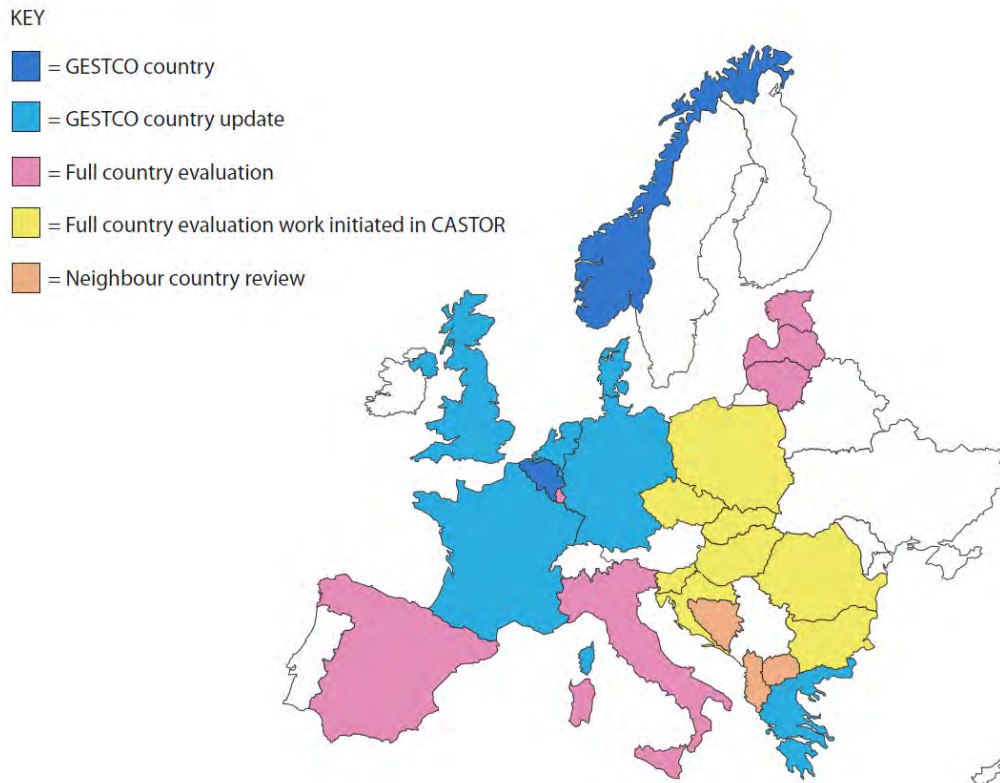 KEY
= GESTCO country
= GESTCO country update
= Full country evaluation
= Full country evaluation work initiated in CASTOR
= Neighbour country review